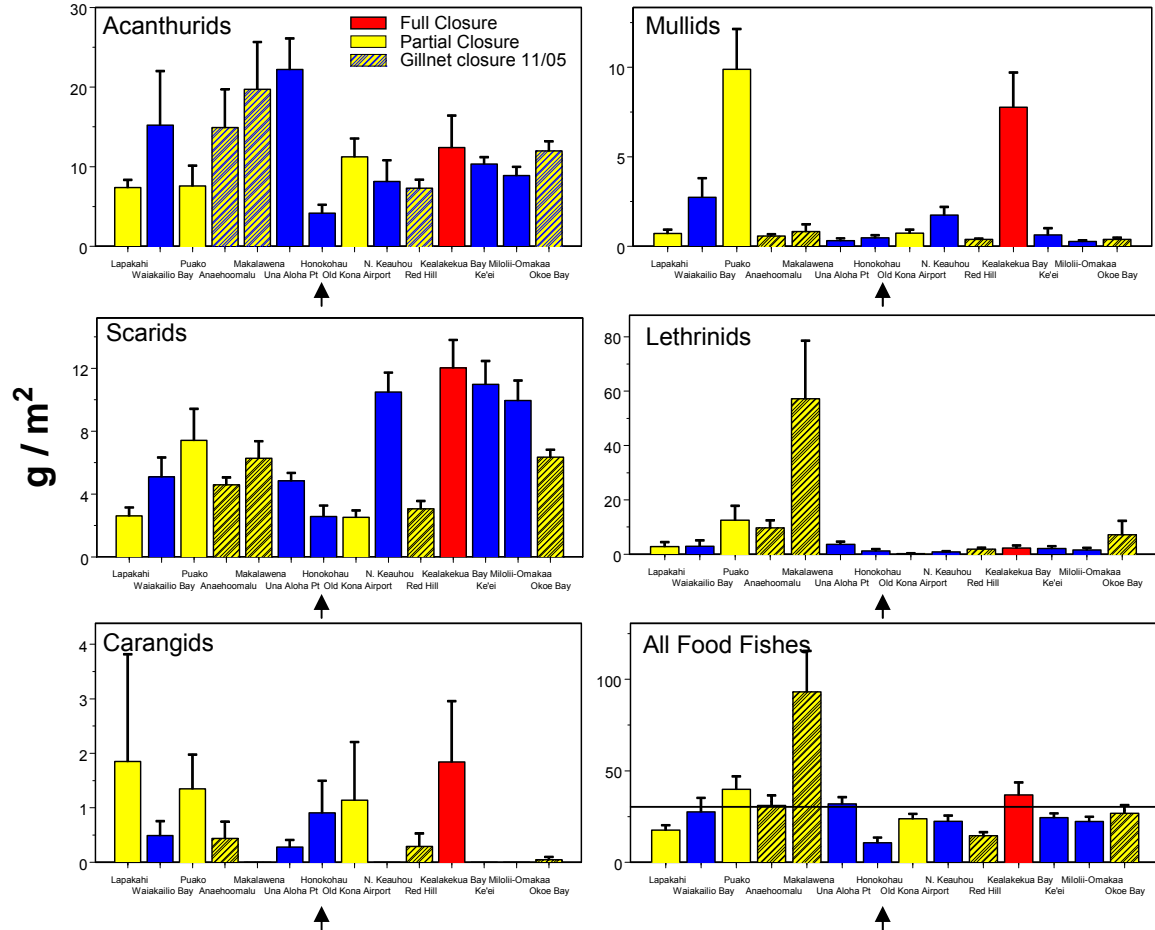 Acanthurids
Full Closure
Partial Closure
Gillnet closure 11/05
30
20
10
0
Lapakahi Puako Makalawena Honokohau N. Keauhou Kealakekua Bay Milolii-Omakaa
Waiakailio Bay Anaehoomalu Una Aloha Pt Old Kona Airport Red Hill Ke'ei Okoe Bay
Mullids
10
5
0
Lapakahi Puako Makalawena Honokohau N. Keauhou Kealakekua Bay Milolii-Omakaa
Waiakailio Bay Anaehoomalu Una Aloha Pt Old Kona Airport Red Hill Ke'ei Okoe Bay
g / m²
Scarids
12
8
4
0
Lapakahi Puako Makalawena Honokohau N. Keauhou Kealakekua Bay Milolii-Omakaa
Waiakailio Bay Anaehoomalu Una Aloha Pt Old Kona Airport Red Hill Ke'ei Okoe Bay
Lethrinids
80
60
40
20
0
Lapakahi Puako Makalawena Honokohau N. Keauhou Kealakekua Bay Milolii-Omakaa
Waiakailio Bay Anaehoomalu Una Aloha Pt Old Kona Airport Red Hill Ke'ei Okoe Bay
Carangids
4
3
2
1
0
Lapakahi Puako Makalawena Honokohau N. Keauhou Kealakekua Bay Milolii-Omakaa
Waiakailio Bay Anaehoomalu Una Aloha Pt Old Kona Airport Red Hill Ke'ei Okoe Bay
All Food Fishes
100
50
0
Lapakahi Puako Makalawena Honokohau N. Keauhou Kealakekua Bay Milolii-Omakaa
Waiakailio Bay Anaehoomalu Una Aloha Pt Old Kona Airport Red Hill Ke'ei Okoe Bay